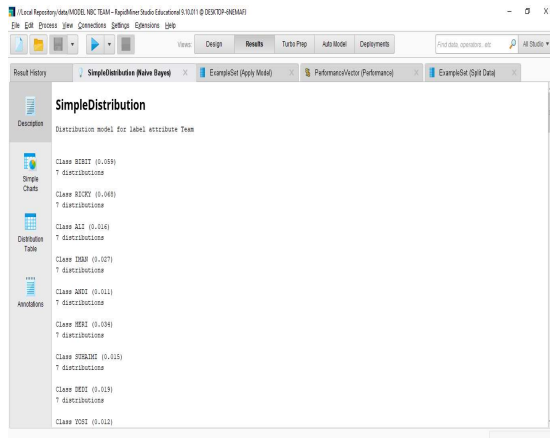 //Local Repository/data/MODEL NBC TEAM – RapidMiner Studio Educational 9.10.011 @ DESKTOP-6NEMAFJ
File Edit Process View Connections Settings Extensions Help
Views: Design Results Turbo Prep Auto Model Deployments Find data, operators...etc All Studio
Result History SimpleDistribution (Naive Bayes) ExampleSet (Apply Model) PerformanceVector (Performance) ExampleSet (Split Data)
Description
Simple
Charts
Distribution
Table
Annotations
SimpleDistribution
Distribution model for label attribute Team
Class BIBIT (0.059)
7 distributions
Class RICKY (0.068)
7 distributions
Class ALI (0.016)
7 distributions
Class IMAN (0.027)
7 distributions
Class ANDI (0.011)
7 distributions
Class HERI (0.034)
7 distributions
Class SUHAIMI (0.015)
7 distributions
Class DEDI (0.019)
7 distributions
Class YOSI (0.012)